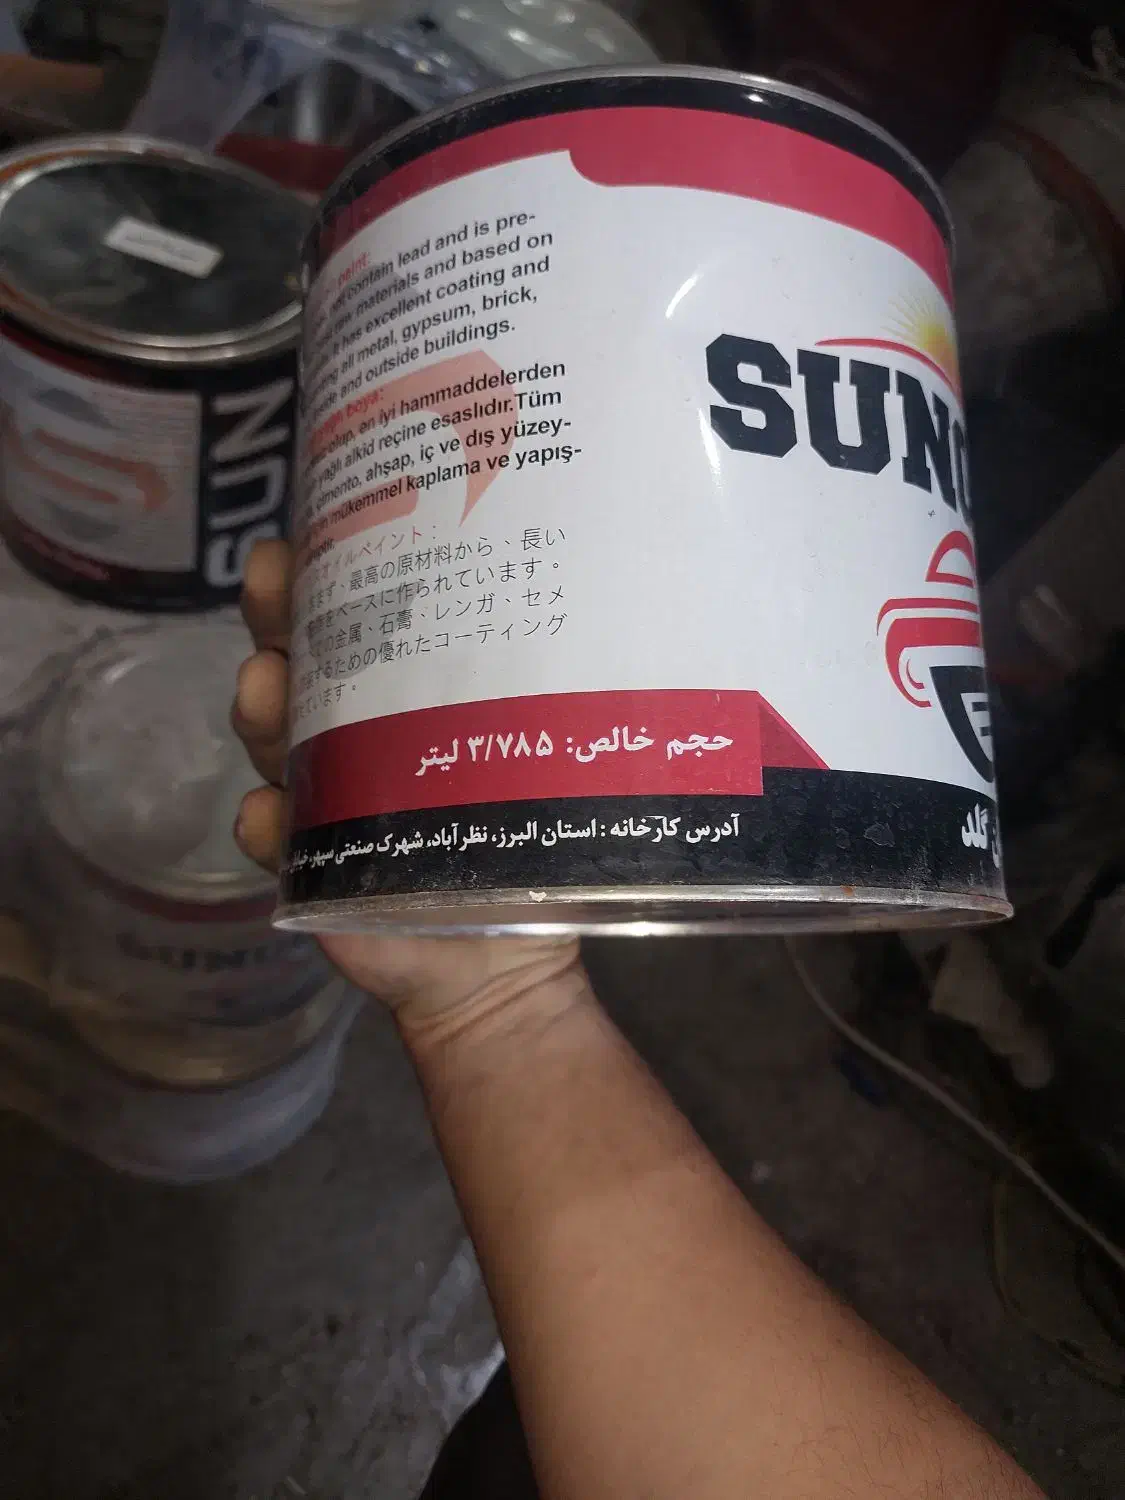 paint:
not contain lead and is pre-
raw materials and based on
it has excellent coating and
all metal, gypsum, brick,
inside and outside buildings.
boya:
olup, en iyi hammaddelerden
yağlı alkid reçine esaslıdır.Tüm
çimento, ahşap, iç ve dış yüzey-
mükemmel kaplama ve yapış-
オイルペイント：
ます、最高の原材料から、長い
をベースに作られています。
の金属、石膏、レンガ、セメ
するための優れたコーティング
ています。
SUN
حجم خالص: ۳/۷۸۵ لیتر
آدرس کارخانه : استان البرز، نظرآباد، شهرک صنعتی سپهر،
گلد
SUN